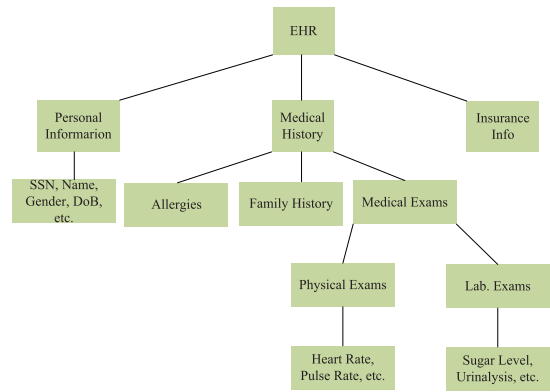 EHR
Personal
Informarion
Medical
History
Insurance
Info
SSN, Name,
Gender, DoB,
etc.
Allergies
Family History
Medical Exams
Physical Exams
Lab. Exams
Heart Rate,
Pulse Rate, etc.
Sugar Level,
Urinalysis, etc.